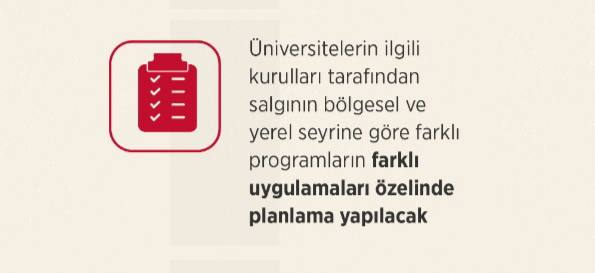 Üniversitelerin ilgili
kurulları tarafından
salgının bölgesel ve
yerel seyrine göre farklı
programların farklı
uygulamaları özelinde
planlama yapılacak